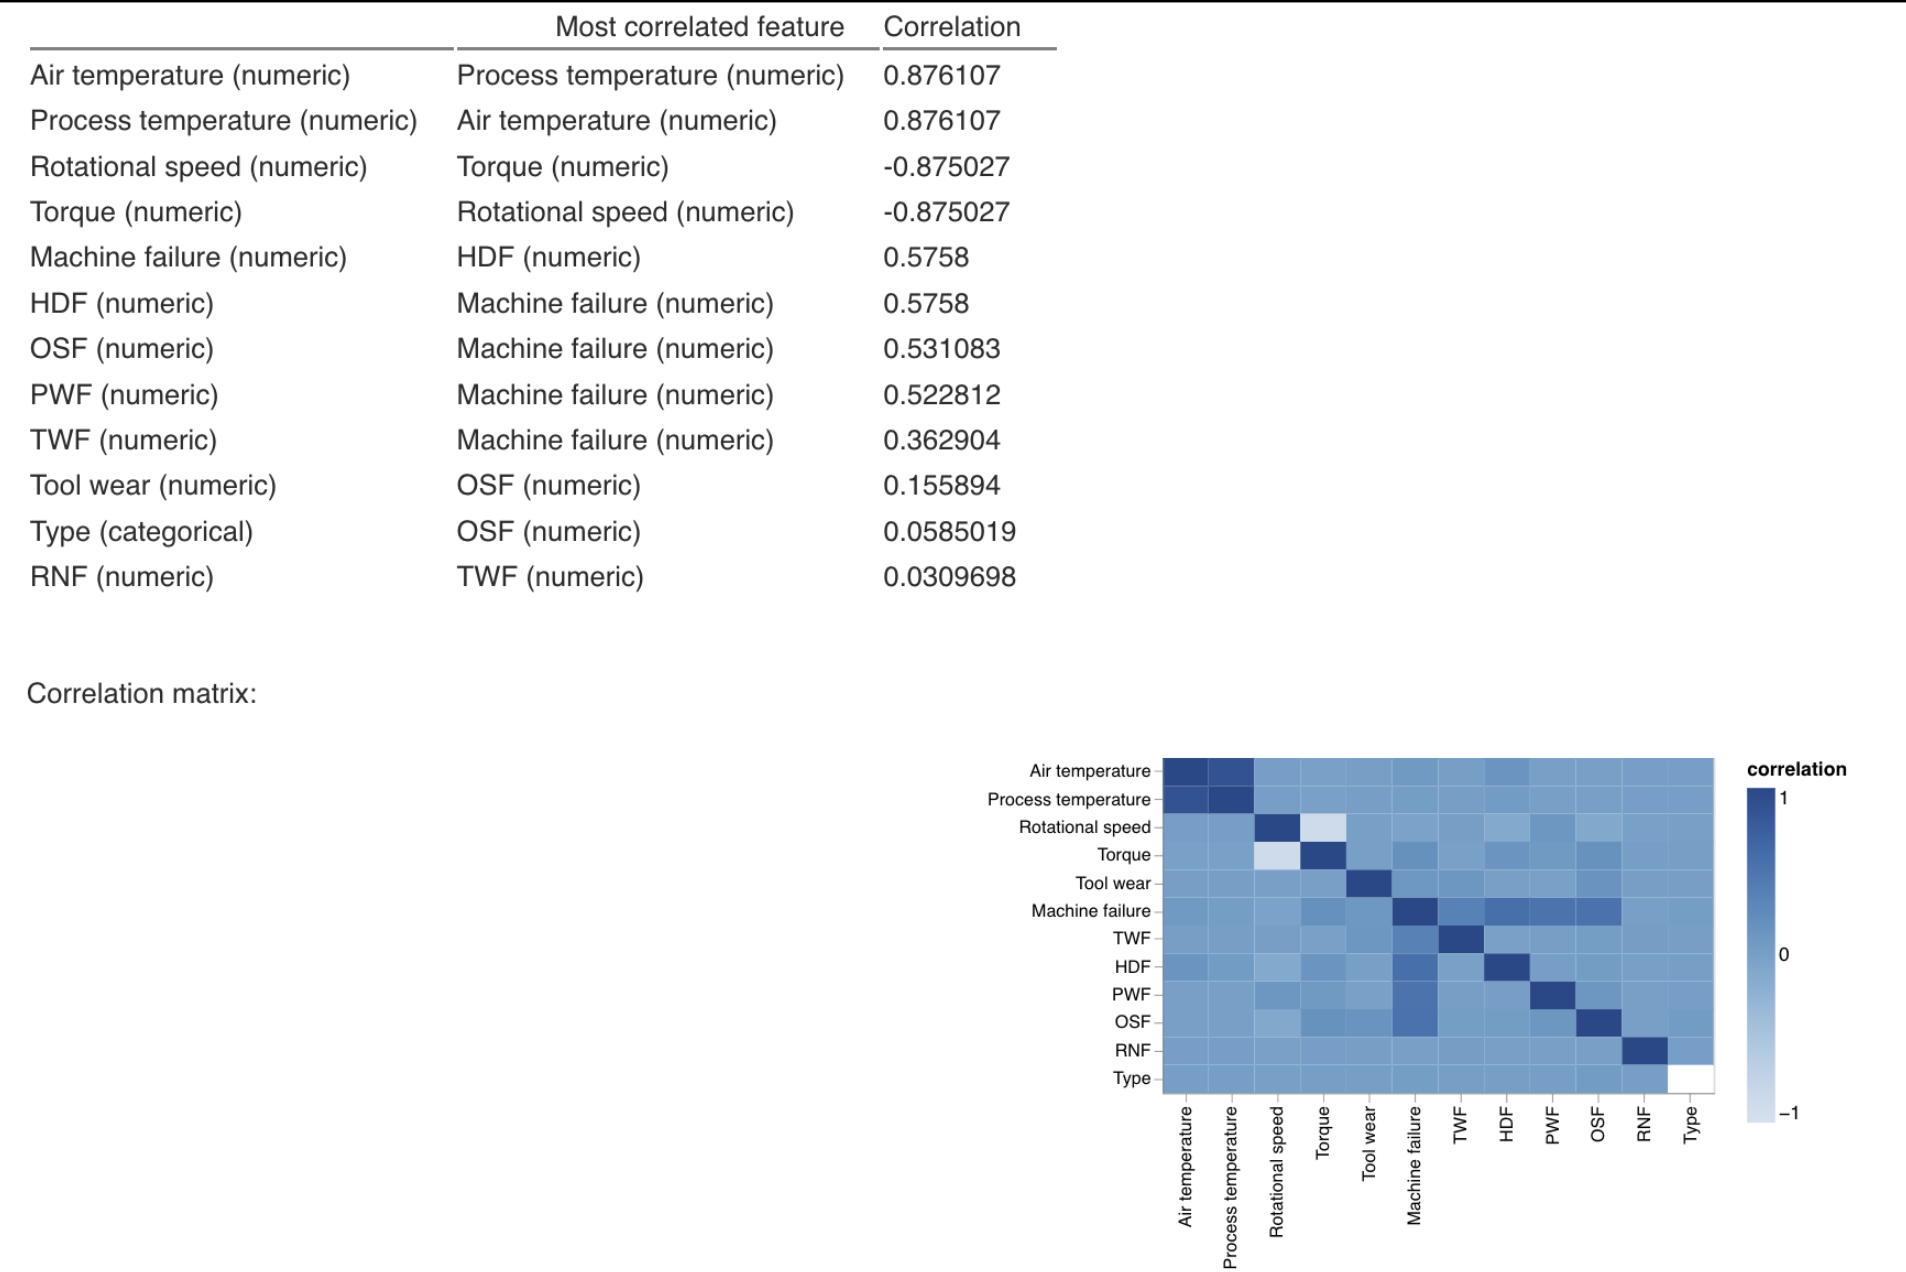 Most correlated feature Correlation
Air temperature (numeric) Process temperature (numeric) 0.876107
Process temperature (numeric) Air temperature (numeric) 0.876107
Rotational speed (numeric) Torque (numeric) -0.875027
Torque (numeric) Rotational speed (numeric) -0.875027
Machine failure (numeric) HDF (numeric) 0.5758
HDF (numeric) Machine failure (numeric) 0.5758
OSF (numeric) Machine failure (numeric) 0.531083
PWF (numeric) Machine failure (numeric) 0.522812
TWF (numeric) Machine failure (numeric) 0.362904
Tool wear (numeric) OSF (numeric) 0.155894
Type (categorical) OSF (numeric) 0.0585019
RNF (numeric) TWF (numeric) 0.0309698
Correlation matrix:
Air temperature
Process temperature
Rotational speed
Torque
Tool wear
Machine failure
TWF
HDF
PWF
OSF
RNF
Type
Air temperature
Process temperature
Rotational speed
Torque
Tool wear
Machine failure
TWF
HDF
PWF
OSF
RNF
Type
correlation
1
0
−1